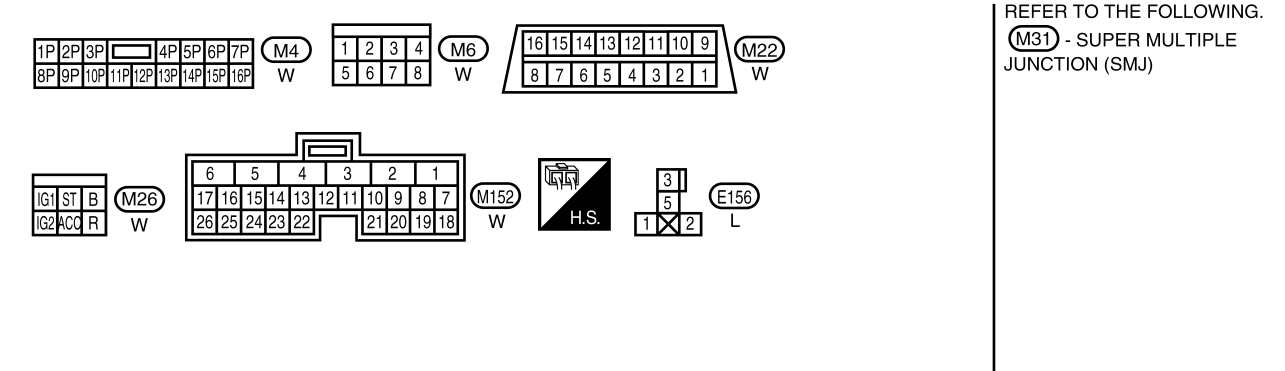 REFER TO THE FOLLOWING.
M31 - SUPER MULTIPLE
JUNCTION (SMJ)
1P 2P 3P 4P 5P 6P 7P
8P 9P 10P 11P 12P 13P 14P 15P 16P
M4
W
1 2 3 4
5 6 7 8
M6
W
16 15 14 13 12 11 10 9
8 7 6 5 4 3 2 1
M22
W
IG1 ST B
IG2 ACC R
M26
W
6 5 4 3 2 1
17 16 15 14 13 12 11 10 9 8 7
26 25 24 23 22 21 20 19 18
M152
W
H.S.
3
5
1 2
E156
L